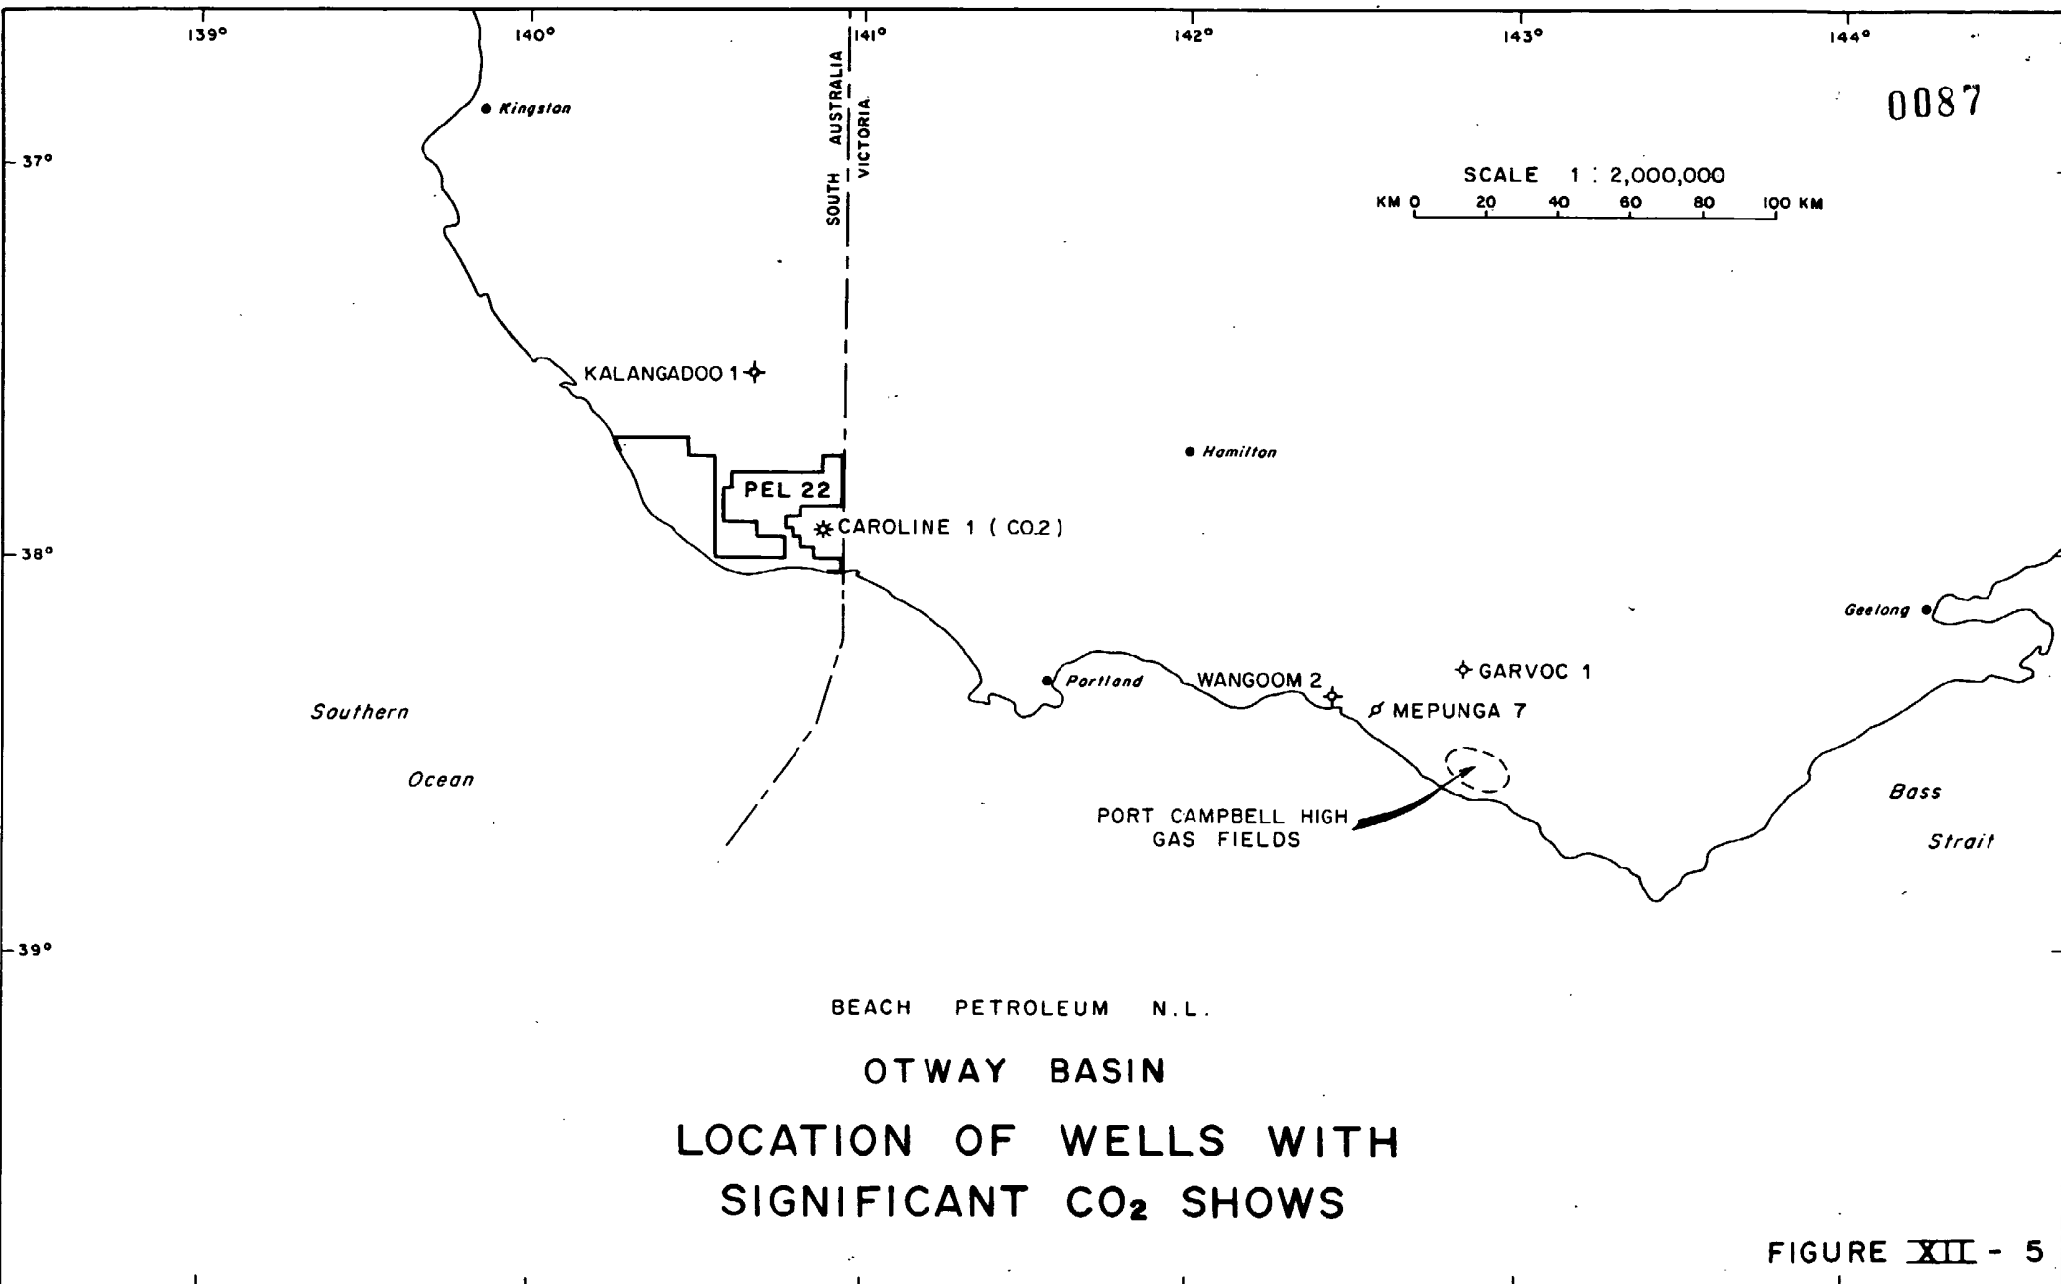 139° 140° 141° 142° 143° 144°
0087
Kingston
SOUTH AUSTRALIA
VICTORIA
37°
SCALE 1 : 2,000,000
KM 0 20 40 60 80 100 KM
KALANGADOO 1
Hamilton
PEL 22
CAROLINE 1 ( CO2 )
38°
Geelong
GARVOC 1
WANGOOM 2
Portland
MEPUNGA 7
Southern
Ocean
PORT CAMPBELL HIGH
GAS FIELDS
Bass
Strait
39°
BEACH PETROLEUM N.L.
OTWAY BASIN
LOCATION OF WELLS WITH
SIGNIFICANT CO₂ SHOWS
FIGURE XII - 5